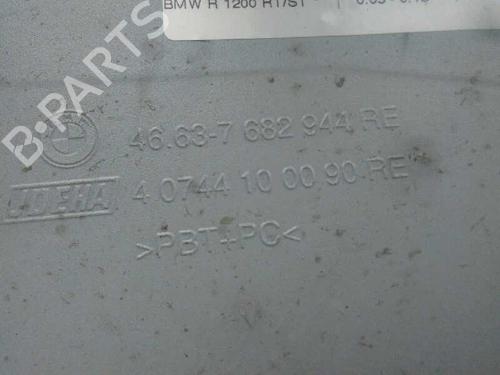 BMW R 1200 RT/ST
B-PARTS
46.63-7 682 944 RE
JDEHA 4 0744 10 00 90 RE
>PBT+PC<